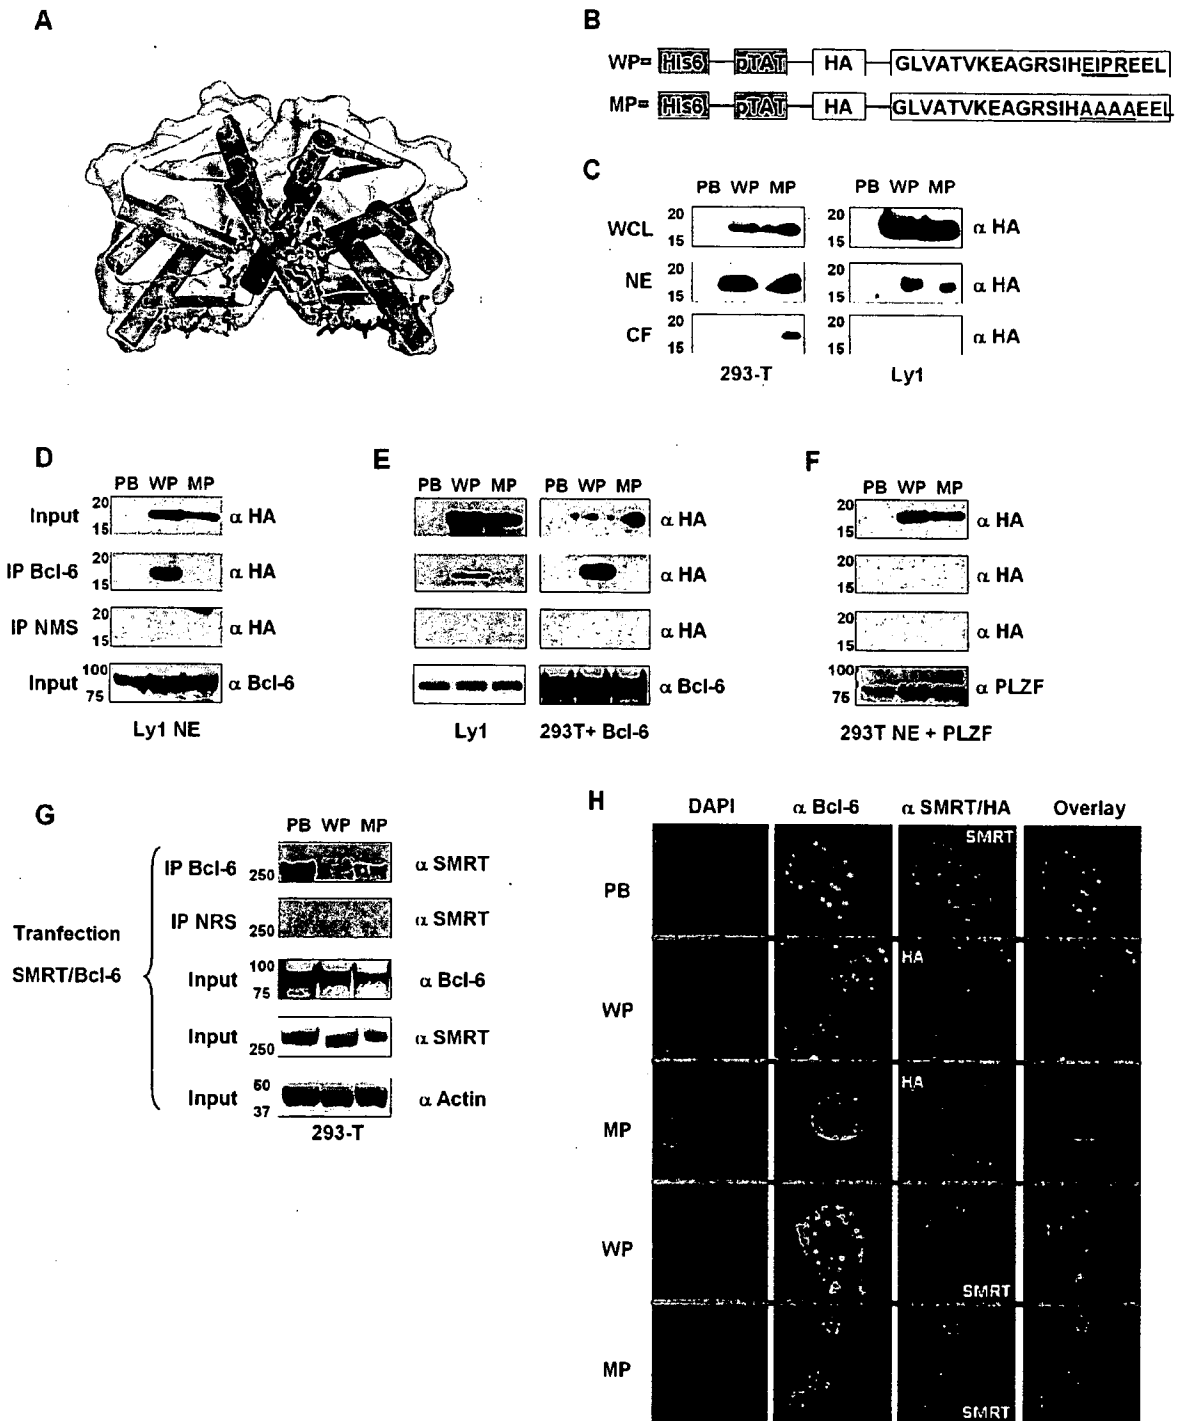 A
B
WP= His6 pTAT HA GLVATVKEAGRSIHEIPREEL
MP= His6 pTAT HA GLVATVKEAGRSIHAAAAEEL
C
PB WP MP PB WP MP
WCL 20 15 20 15 α HA
NE 20 15 20 15 α HA
CF 20 15 20 15 α HA
293-T Ly1
D
PB WP MP
Input 20 15 α HA
IP Bcl-6 20 15 α HA
IP NMS 20 15 α HA
Input 100 75 α Bcl-6
Ly1 NE
E
PB WP MP PB WP MP
α HA
α HA
α HA
α Bcl-6
Ly1 293T+ Bcl-6
F
PB WP MP
20 15 α HA
20 15 α HA
20 15 α HA
100 75 α PLZF
293T NE + PLZF
G
PB WP MP
Tranfection
SMRT/Bcl-6
IP Bcl-6 250 α SMRT
IP NRS 250 α SMRT
Input 100 75 α Bcl-6
Input 250 α SMRT
Input 50 37 α Actin
293-T
H
DAPI α Bcl-6 α SMRT/HA Overlay
PB SMRT
WP HA
MP HA
WP SMRT
MP SMRT